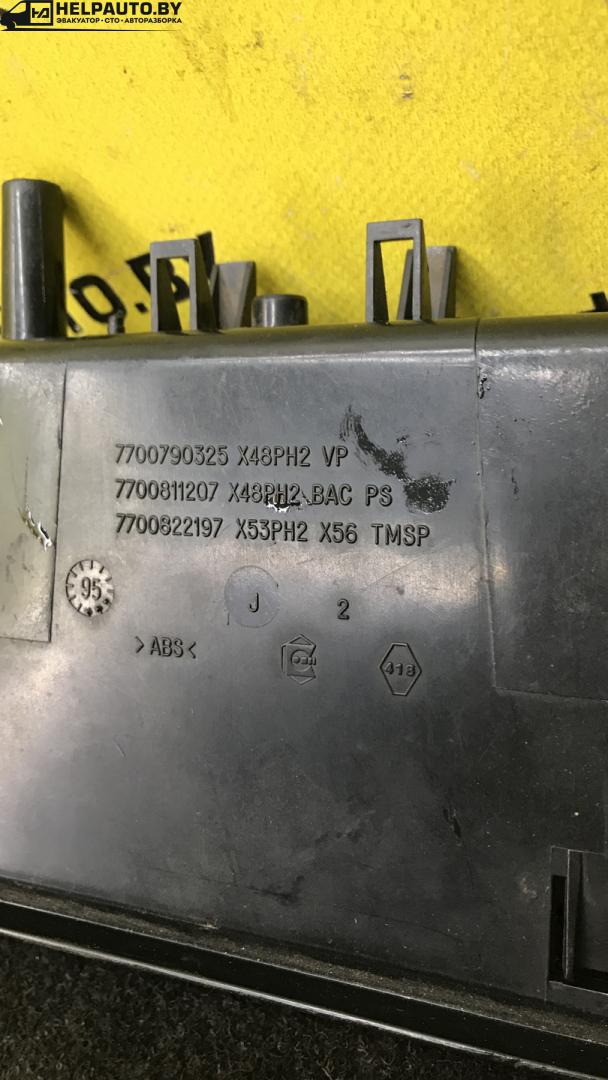 HELPAUTO.BY
ЭВАКУАТОР · СТО · АВТОРАЗБОРКА
O.BY
7700790325 X48PH2 VP
7700811207 X48PH2 BAC PS
7700822197 X53PH2 X56 TMSP
95
J 2
>ABS<
418